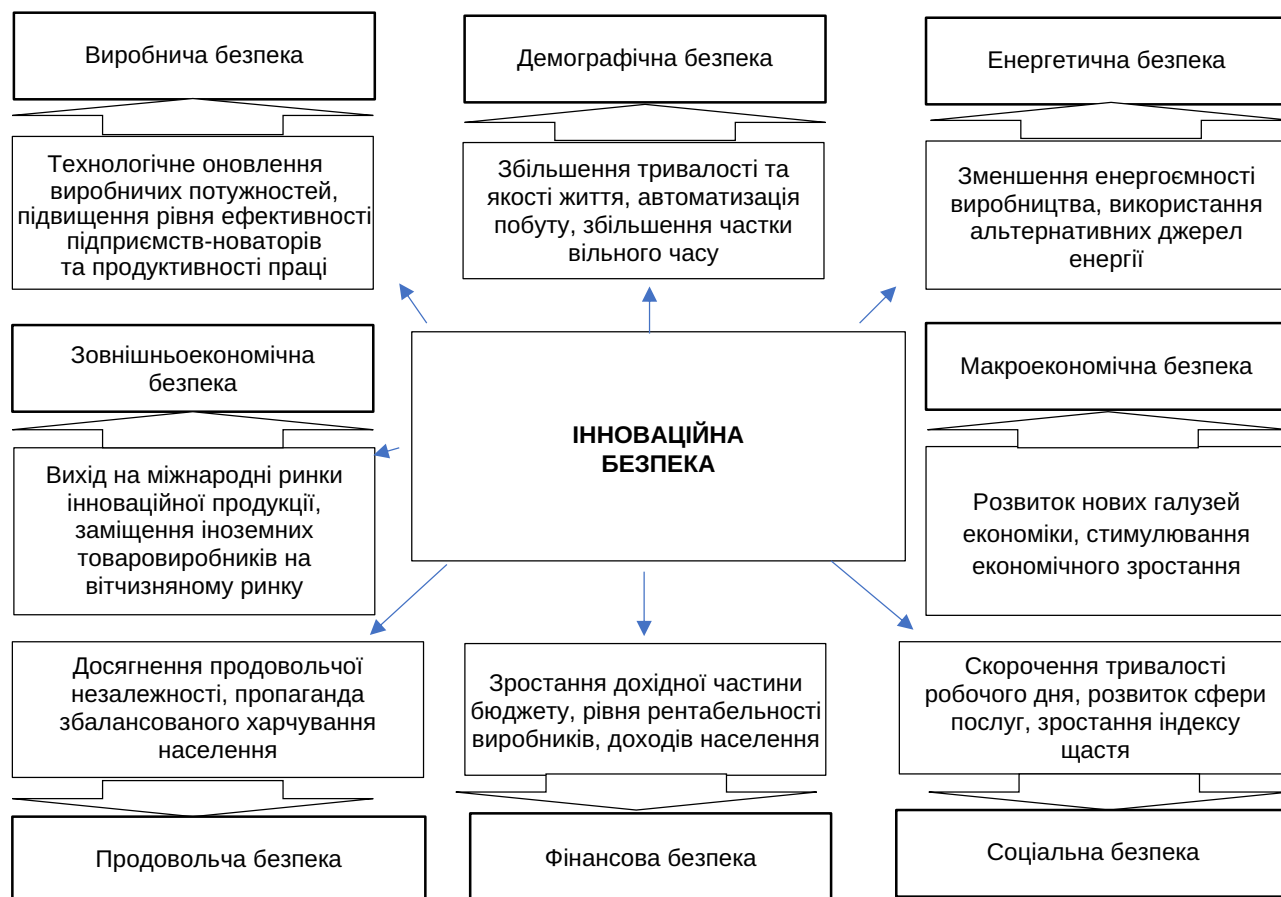 Виробнича безпека
Демографічна безпека
Енергетична безпека
Технологічне оновлення
виробничих потужностей,
підвищення рівня ефективності
підприємств-новаторів
та продуктивності праці
Збільшення тривалості та
якості життя, автоматизація
побуту, збільшення частки
вільного часу
Зменшення енергоємності
виробництва, використання
альтернативних джерел
енергії
Зовнішньоекономічна
безпека
ІННОВАЦІЙНА
БЕЗПЕКА
Макроекономічна безпека
Вихід на міжнародні ринки
інноваційної продукції,
заміщення іноземних
товаровиробників на
вітчизняному ринку
Розвиток нових галузей
економіки, стимулювання
економічного зростання
Досягнення продовольчої
незалежності, пропаганда
збалансованого харчування
населення
Зростання дохідної частини
бюджету, рівня рентабельності
виробників, доходів населення
Скорочення тривалості
робочого дня, розвиток сфери
послуг, зростання індексу
щастя
Продовольча безпека
Фінансова безпека
Соціальна безпека